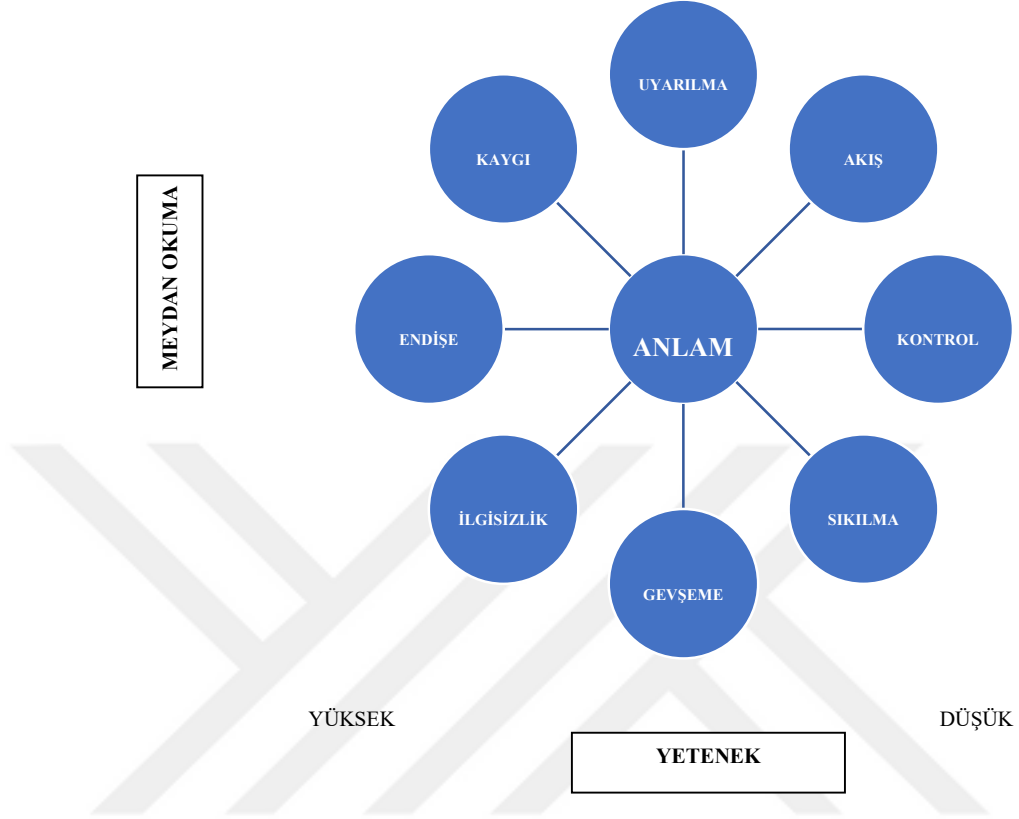 UYARILMA
KAYGI
AKIŞ
MEYDAN OKUMA
ENDİŞE
ANLAM
KONTROL
İLGİSİZLİK
SIKILMA
GEVŞEME
YÜKSEK
DÜŞÜK
YETENEK